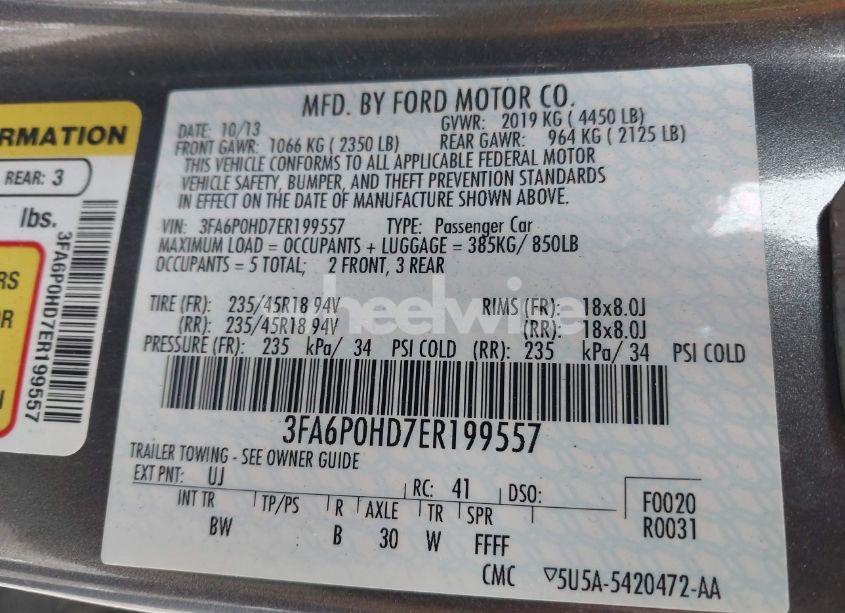 MFD. BY FORD MOTOR CO.
DATE: 10/13 GVWR: 2019 KG ( 4450 LB)
FRONT GAWR: 1066 KG ( 2350 LB) REAR GAWR: 964 KG ( 2125 LB)
THIS VEHICLE CONFORMS TO ALL APPLICABLE FEDERAL MOTOR
VEHICLE SAFETY, BUMPER, AND THEFT PREVENTION STANDARDS
IN EFFECT ON THE DATE OF MANUFACTURE SHOWN ABOVE.
VIN: 3FA6P0HD7ER199557 TYPE: Passenger Car
MAXIMUM LOAD = OCCUPANTS + LUGGAGE = 385KG/ 850LB
OCCUPANTS = 5 TOTAL; 2 FRONT, 3 REAR
TIRE (FR): 235/45R18 94V RIMS (FR): 18x8.0J
(RR): 235/45R18 94V (RR): 18x8.0J
PRESSURE (FR): 235 kPa/ 34 PSI COLD (RR): 235 kPa/ 34 PSI COLD
3FA6P0HD7ER199557
TRAILER TOWING - SEE OWNER GUIDE
EXT PNT: UJ RC: 41 DSO:
INT TR TP/PS R AXLE TR SPR
BW B 30 W FFFF
F0020
R0031
CMC ▽5U5A-5420472-AA
RMATION
REAR: 3
lbs.
RS
OR
N
3FA6P0HD7ER199557
heelwire